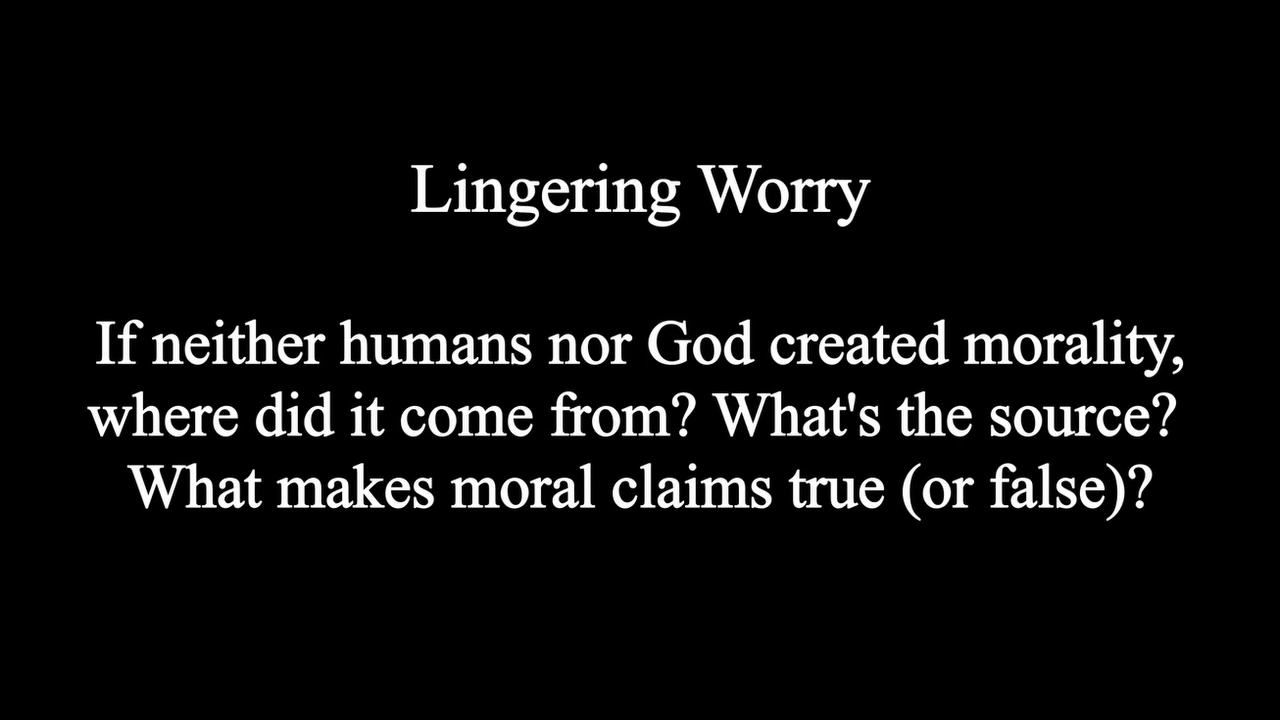 Lingering Worry
If neither humans nor God created morality,
where did it come from? What's the source?
What makes moral claims true (or false)?